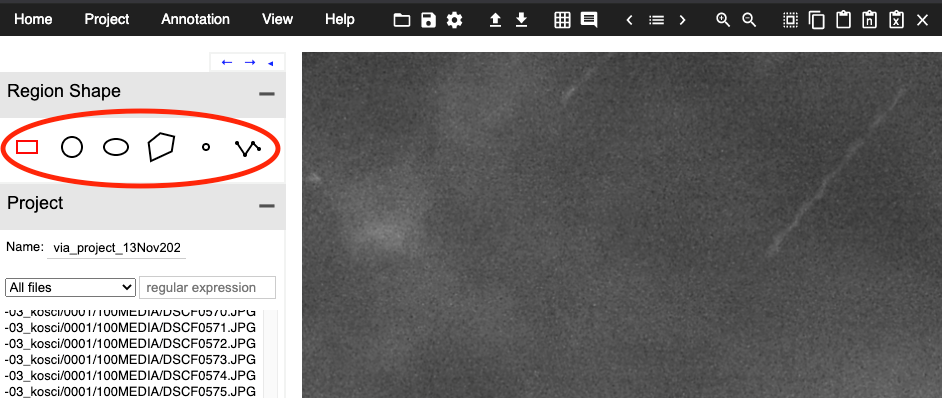 Home Project Annotation View Help
Region Shape
Project
Name: via_project_13Nov202
All files regular expression
-03_kosci/0001/100MEDIA/DSCF0570.JPG
-03_kosci/0001/100MEDIA/DSCF0571.JPG
-03_kosci/0001/100MEDIA/DSCF0572.JPG
-03_kosci/0001/100MEDIA/DSCF0573.JPG
-03_kosci/0001/100MEDIA/DSCF0574.JPG
-03_kosci/0001/100MEDIA/DSCF0575.JPG